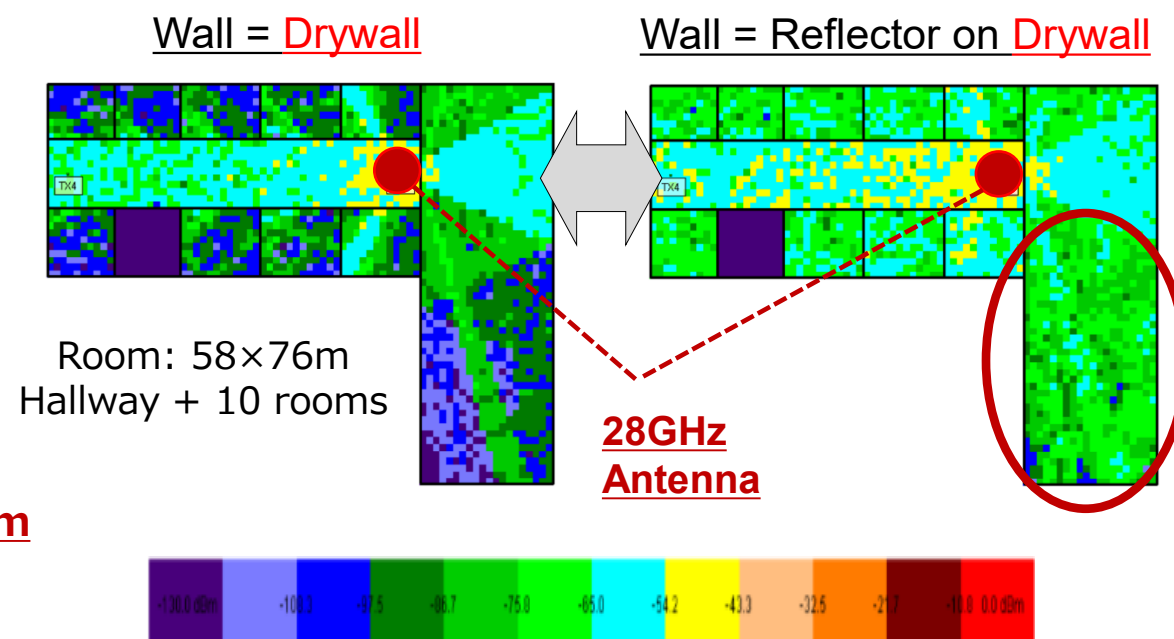 Wall = Drywall
Wall = Reflector on Drywall
TX4
TX4
Room: 58×76m
Hallway + 10 rooms
28GHz
Antenna
m
-130.0 dBm
-97.5
-86.7
-75.8
-65.0
-54.2
-43.3
-32.5
-21.7
-10.8
0.0 dBm